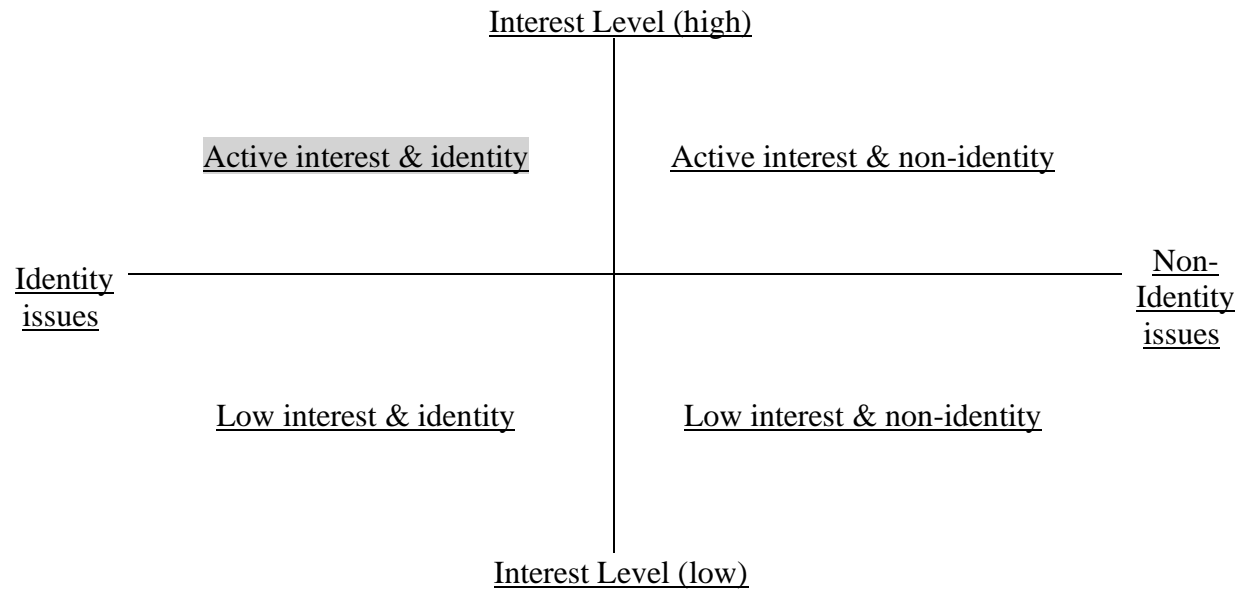 Interest Level (high)
Active interest & identity
Active interest & non-identity
Identity
issues
Non-
Identity
issues
Low interest & identity
Low interest & non-identity
Interest Level (low)